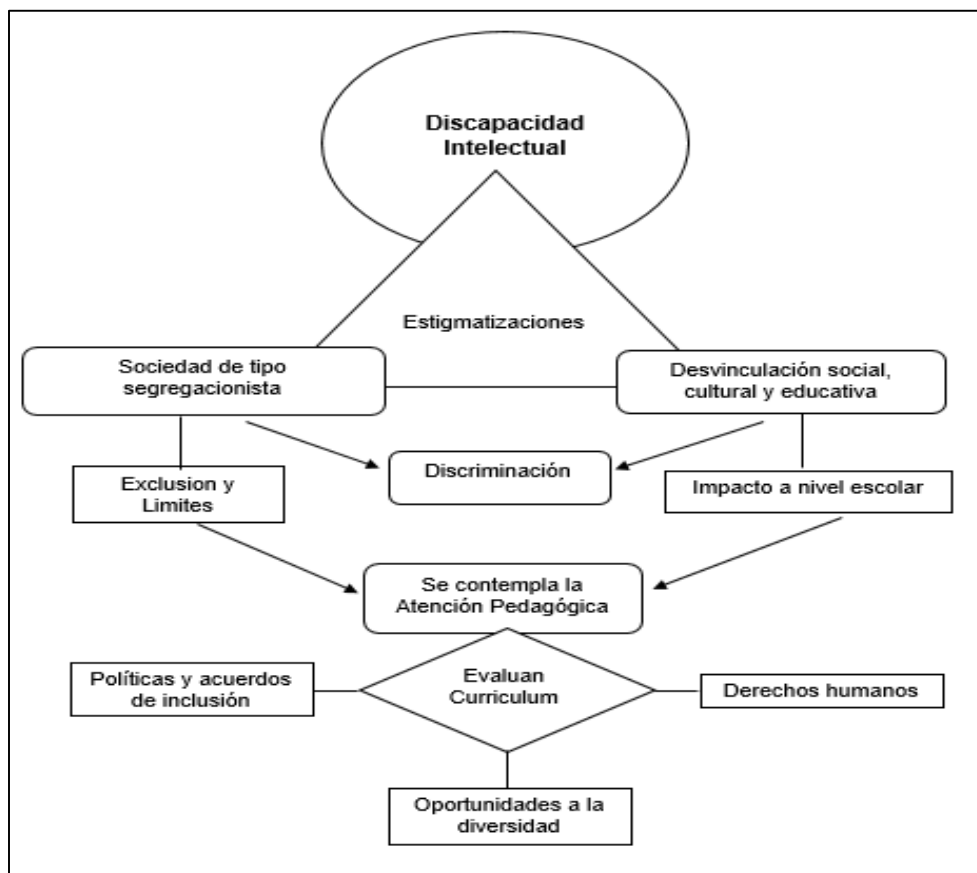 Discapacidad
Intelectual
Estigmatizaciones
Sociedad de tipo
segregacionista
Desvinculación social,
cultural y educativa
Discriminación
Exclusion y
Limites
Impacto a nivel escolar
Se contempla la
Atención Pedagógica
Evaluan
Curriculum
Políticas y acuerdos
de inclusión
Derechos humanos
Oportunidades a la
diversidad